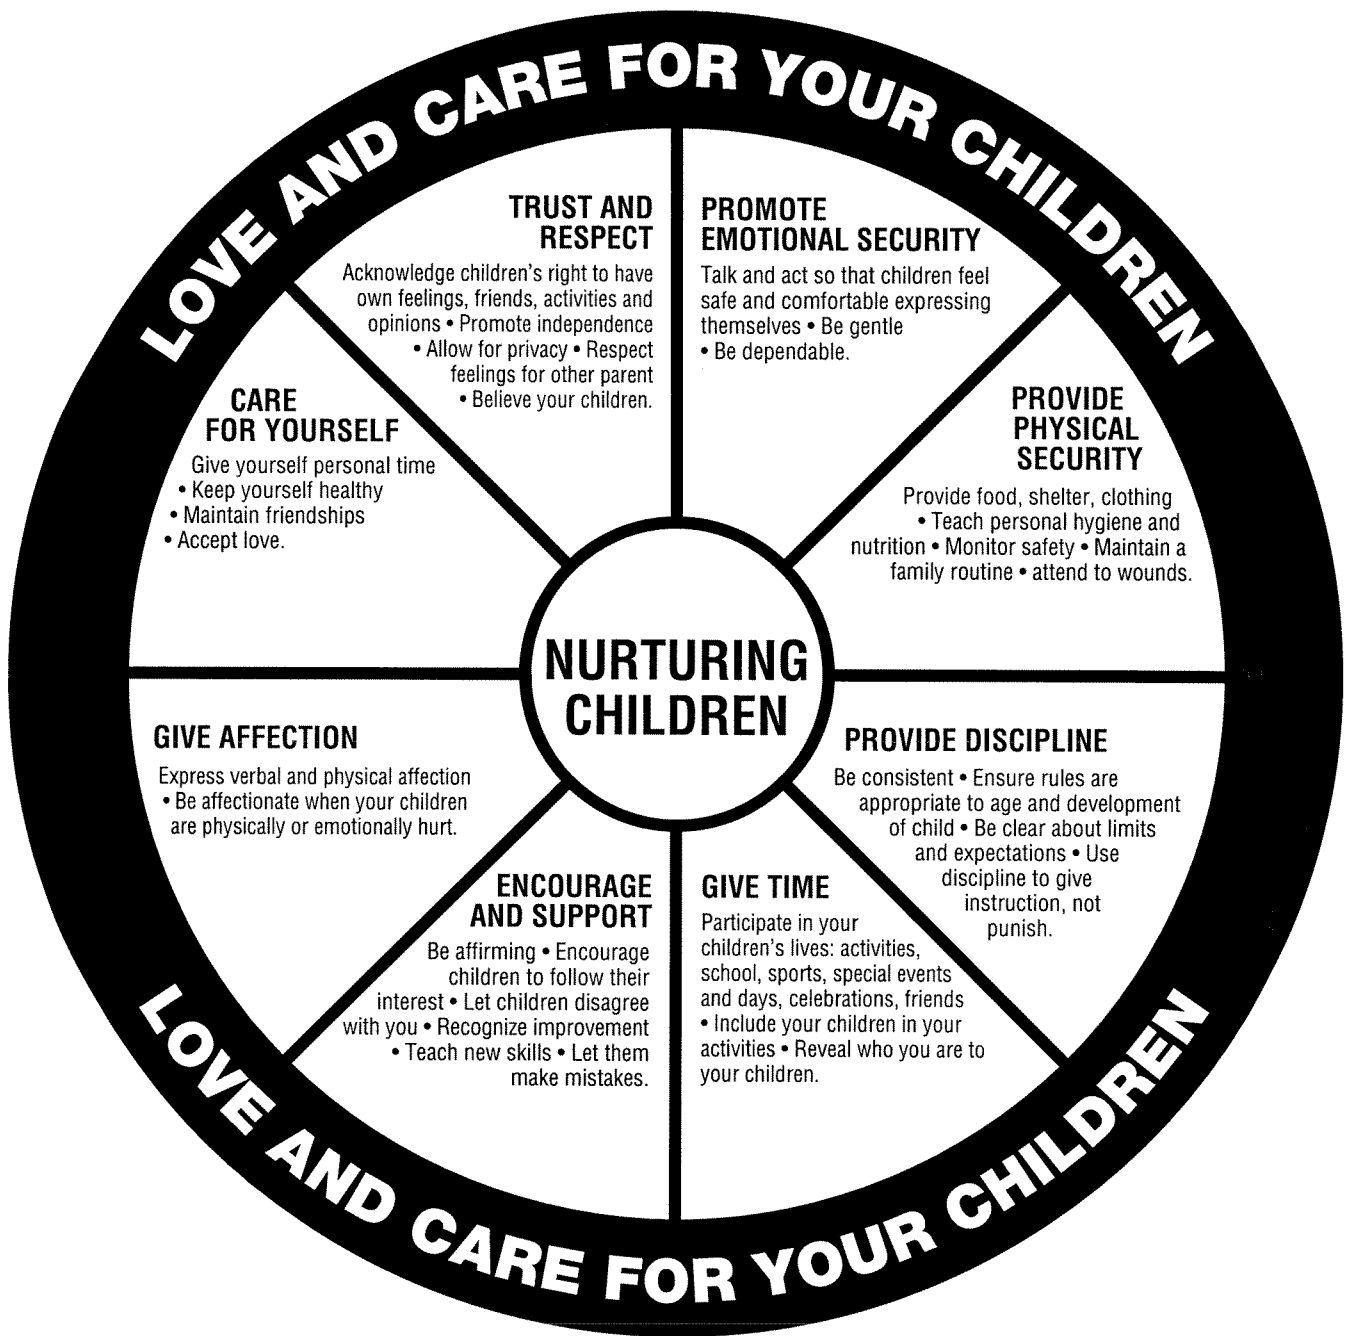 LOVE AND CARE FOR YOUR CHILDREN
TRUST AND
RESPECT
Acknowledge children's right to have
own feelings, friends, activities and
opinions • Promote independence
• Allow for privacy • Respect
feelings for other parent
• Believe your children.
PROMOTE
EMOTIONAL SECURITY
Talk and act so that children feel
safe and comfortable expressing
themselves • Be gentle
• Be dependable.
PROVIDE
PHYSICAL
SECURITY
Provide food, shelter, clothing
• Teach personal hygiene and
nutrition • Monitor safety • Maintain a
family routine • attend to wounds.
PROVIDE DISCIPLINE
Be consistent • Ensure rules are
appropriate to age and development
of child • Be clear about limits
and expectations • Use
discipline to give
instruction, not
punish.
GIVE TIME
Participate in your
children's lives: activities,
school, sports, special events
and days, celebrations, friends
• Include your children in your
activities • Reveal who you are to
your children.
ENCOURAGE
AND SUPPORT
Be affirming • Encourage
children to follow their
interest • Let children disagree
with you • Recognize improvement
• Teach new skills • Let them
make mistakes.
GIVE AFFECTION
Express verbal and physical affection
• Be affectionate when your children
are physically or emotionally hurt.
CARE
FOR YOURSELF
Give yourself personal time
• Keep yourself healthy
• Maintain friendships
• Accept love.
NURTURING
CHILDREN
LOVE AND CARE FOR YOUR CHILDREN